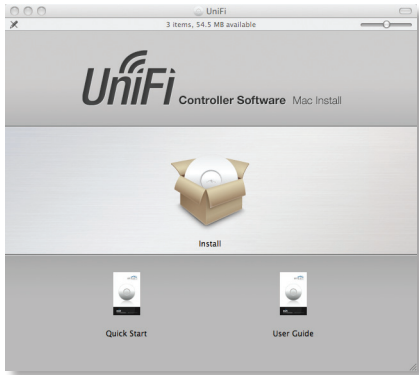 UniFi
3 items, 54.5 MB available
UniFi Controller Software Mac Install
Install
Quick Start
User Guide